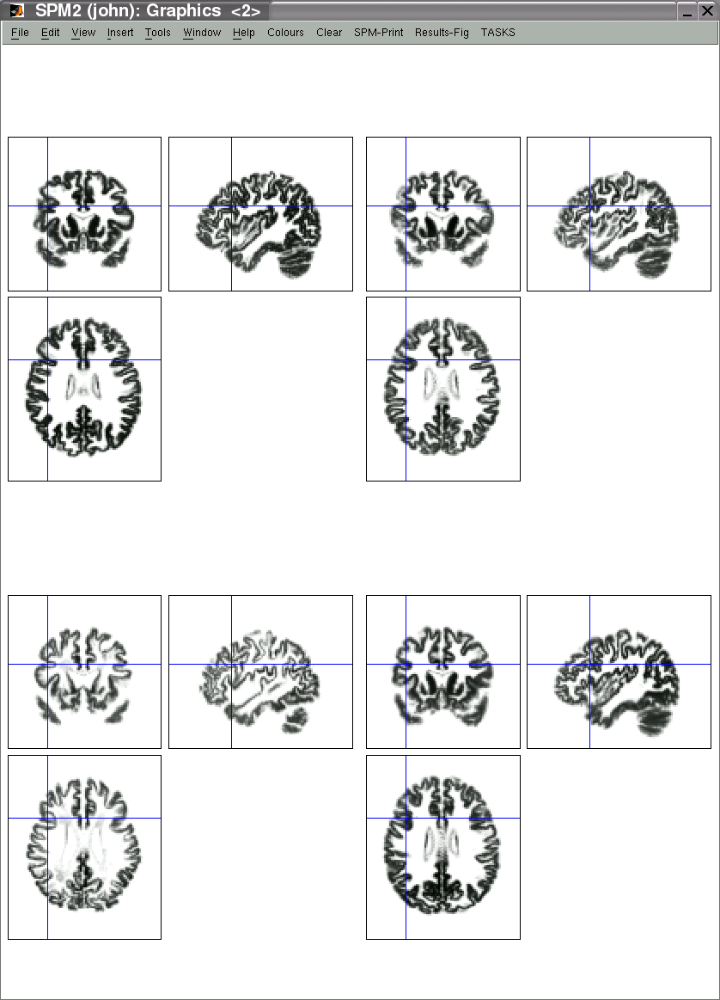 SPM2 (john): Graphics <2>
File Edit View Insert Tools Window Help Colours Clear SPM-Print Results-Fig TASKS